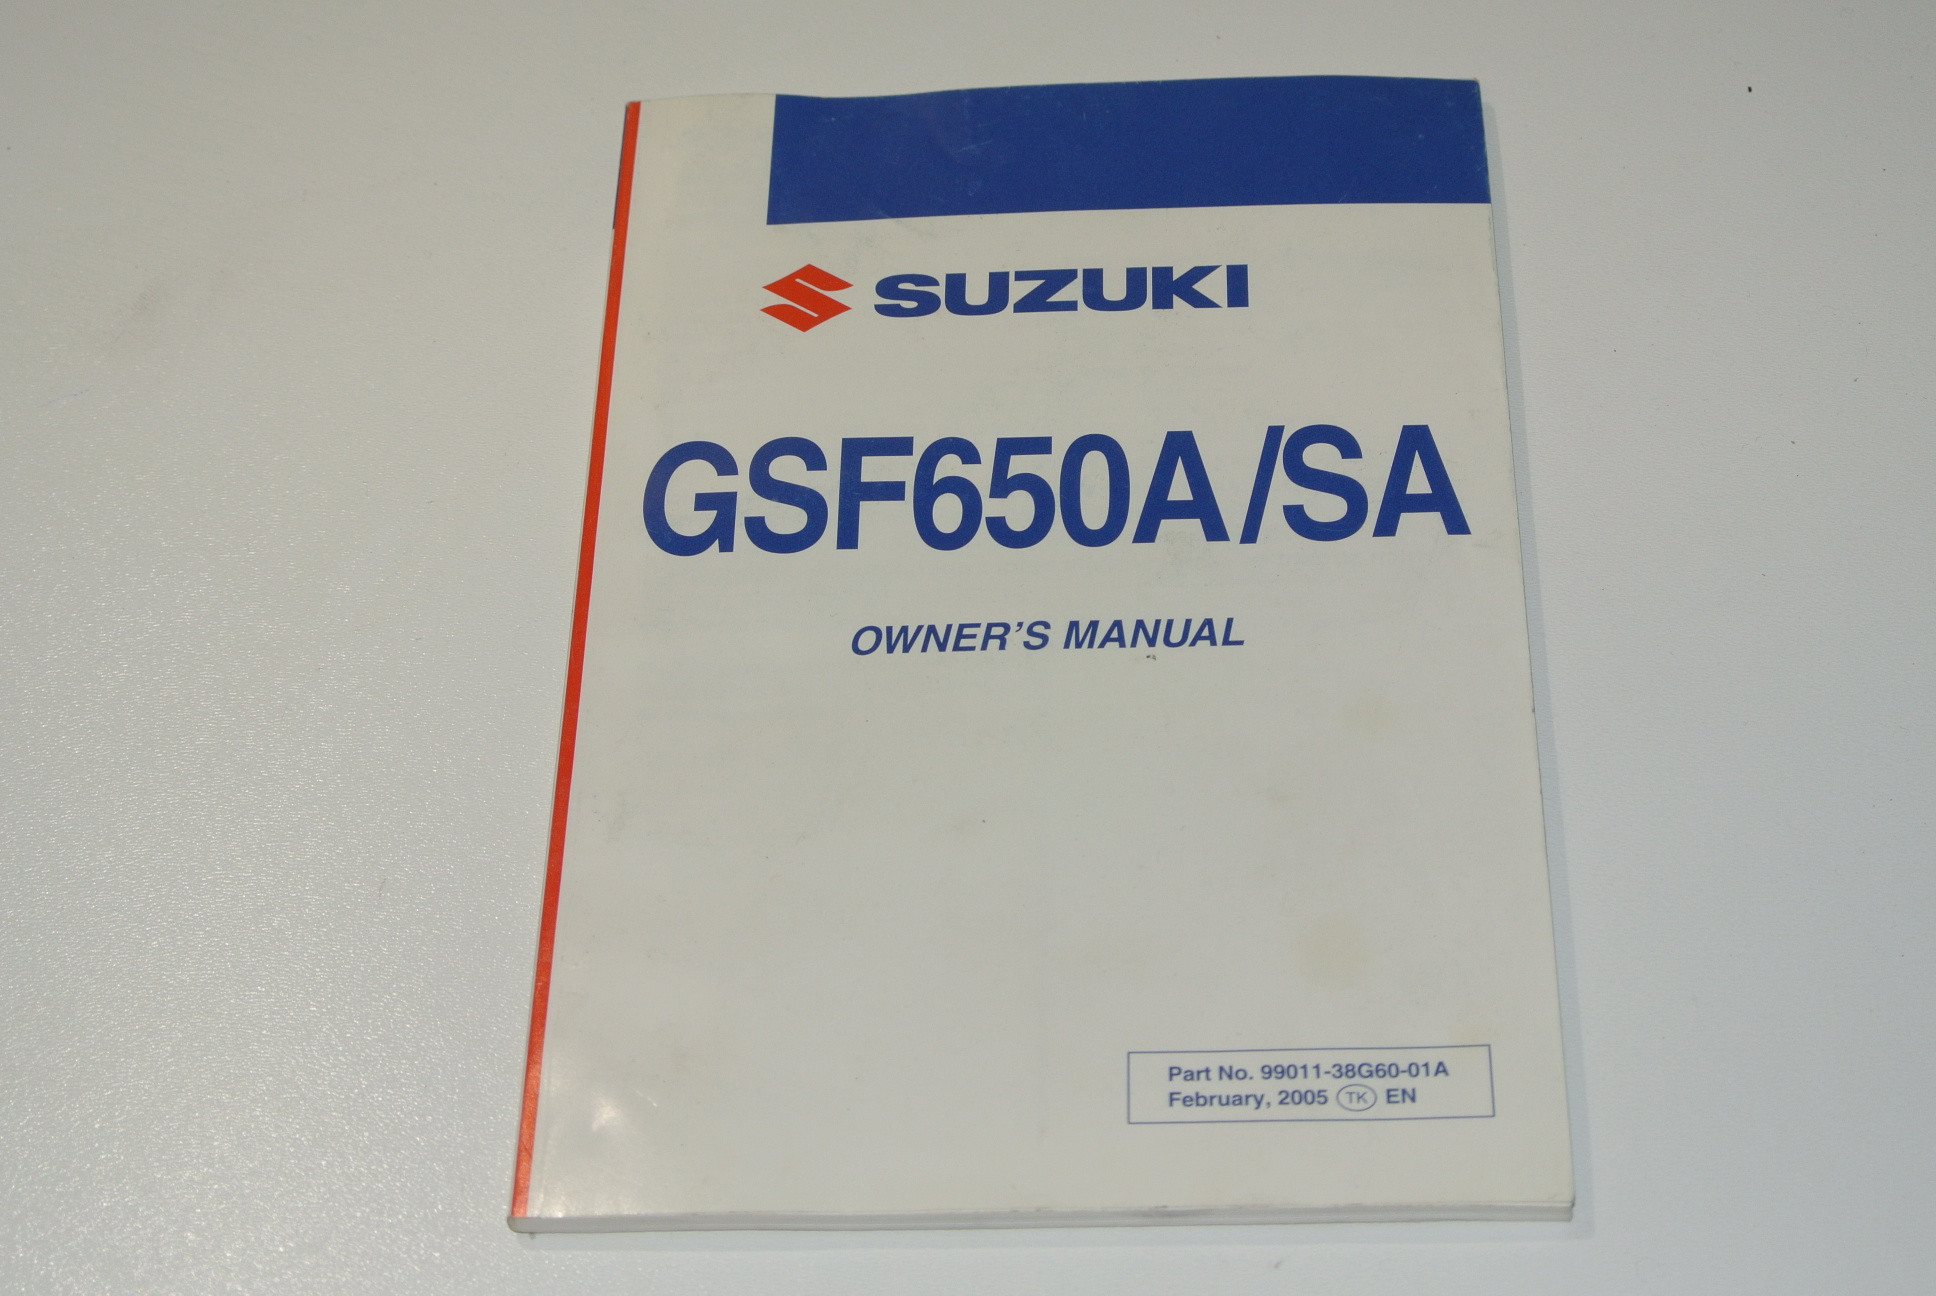 SUZUKI
GSF650A/SA
OWNER'S MANUAL
Part No. 99011-38G60-01A
February, 2005 TK EN